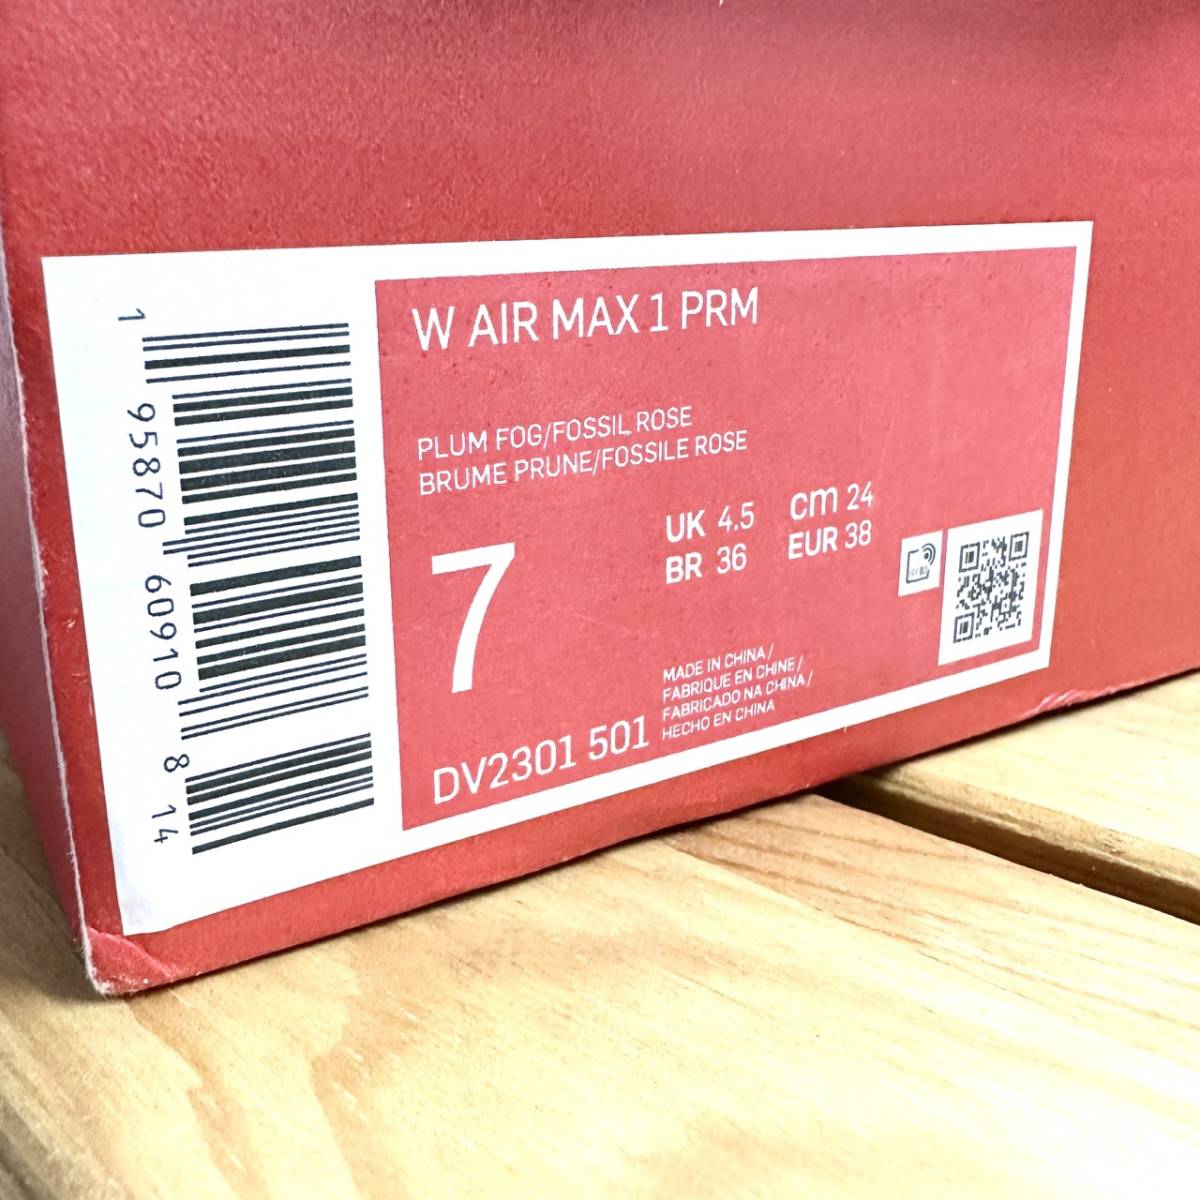 W AIR MAX 1 PRM
PLUM FOG/FOSSIL ROSE
BRUME PRUNE/FOSSILE ROSE
7
UK 4.5 cm 24
BR 36 EUR 38
RFID
MADE IN CHINA/
FABRIQUE EN CHINE/
FABRICADO NA CHINA/
HECHO EN CHINA
DV2301 501
1 95870 60910 8 14